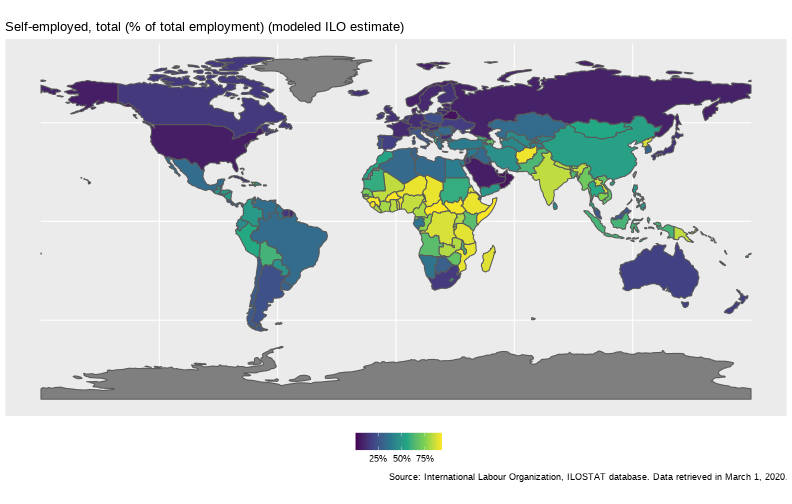 Self-employed, total (% of total employment) (modeled ILO estimate)
25% 50% 75%
Source: International Labour Organization, ILOSTAT database. Data retrieved in March 1, 2020.